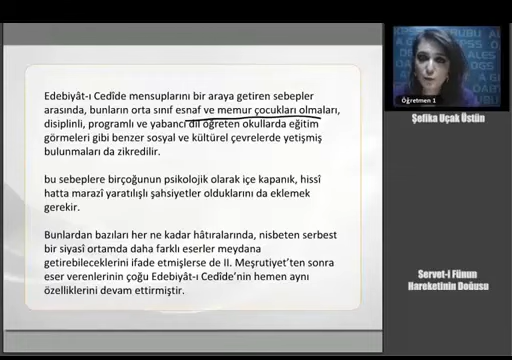 Edebiyât-ı Cedîde mensuplarını bir araya getiren sebepler
arasında, bunların orta sınıf esnaf ve memur çocukları olmaları,
disiplinli, programlı ve yabancı dil öğreten okullarda eğitim
görmeleri gibi benzer sosyal ve kültürel çevrelerde yetişmiş
bulunmaları da zikredilir.
bu sebeplere birçoğunun psikolojik olarak içe kapanık, hissî
hatta marazî yaratılışlı şahsiyetler olduklarını da eklemek
gerekir.
Bunlardan bazıları her ne kadar hâtıralarında, nisbeten serbest
bir siyasî ortamda daha farklı eserler meydana
getirebileceklerini ifade etmişlerse de II. Meşrutiyet'ten sonra
eser verenlerinin çoğu Edebiyât-ı Cedîde'nin hemen aynı
özelliklerini devam ettirmiştir.
Öğretmen 1
Şefika Uçak Üstün
Servet-i Fünun
Hareketinin Doğusu